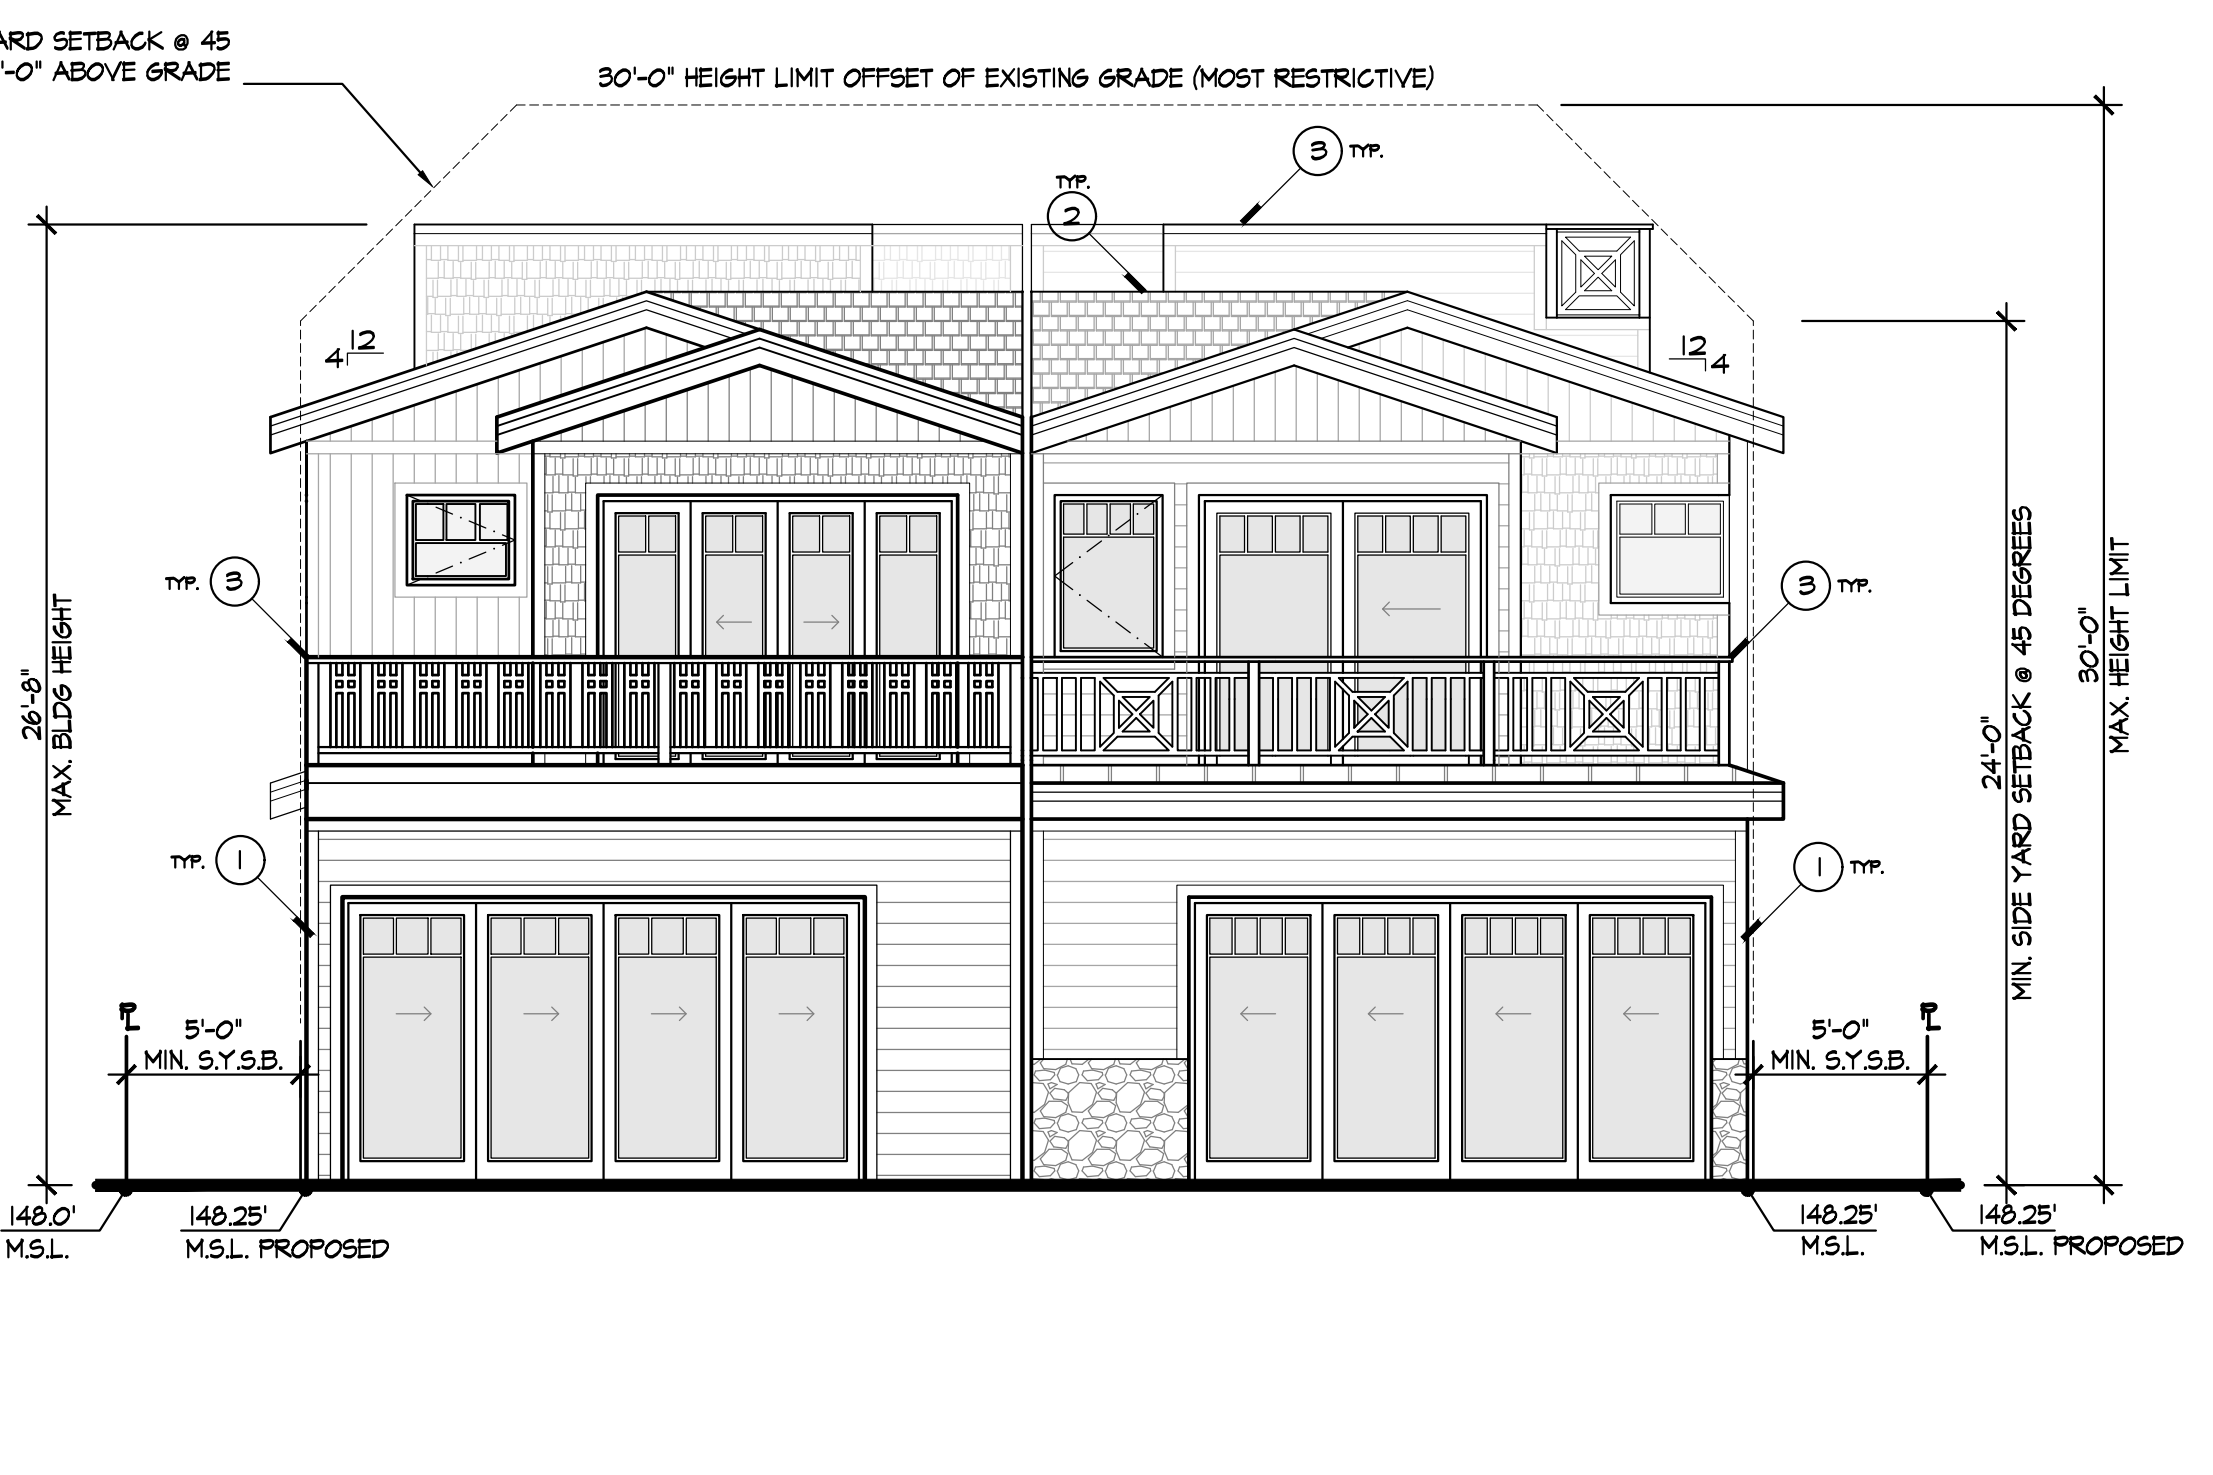 ARD SETBACK @ 45
'-0" ABOVE GRADE
30'-0" HEIGHT LIMIT OFFSET OF EXISTING GRADE (MOST RESTRICTIVE)
3 TYP.
TYP.
2
12
4
12
4
TYP. 3
3 TYP.
26'-8"
MAX. BLDG HEIGHT
24'-0"
MIN. SIDE YARD SETBACK @ 45 DEGREES
30'-0"
MAX. HEIGHT LIMIT
TYP. 1
1 TYP.
PL
5'-0"
MIN. S.Y.S.B.
PL
5'-0"
MIN. S.Y.S.B.
148.0'
M.S.L.
148.25'
M.S.L. PROPOSED
148.25'
M.S.L.
148.25'
M.S.L. PROPOSED